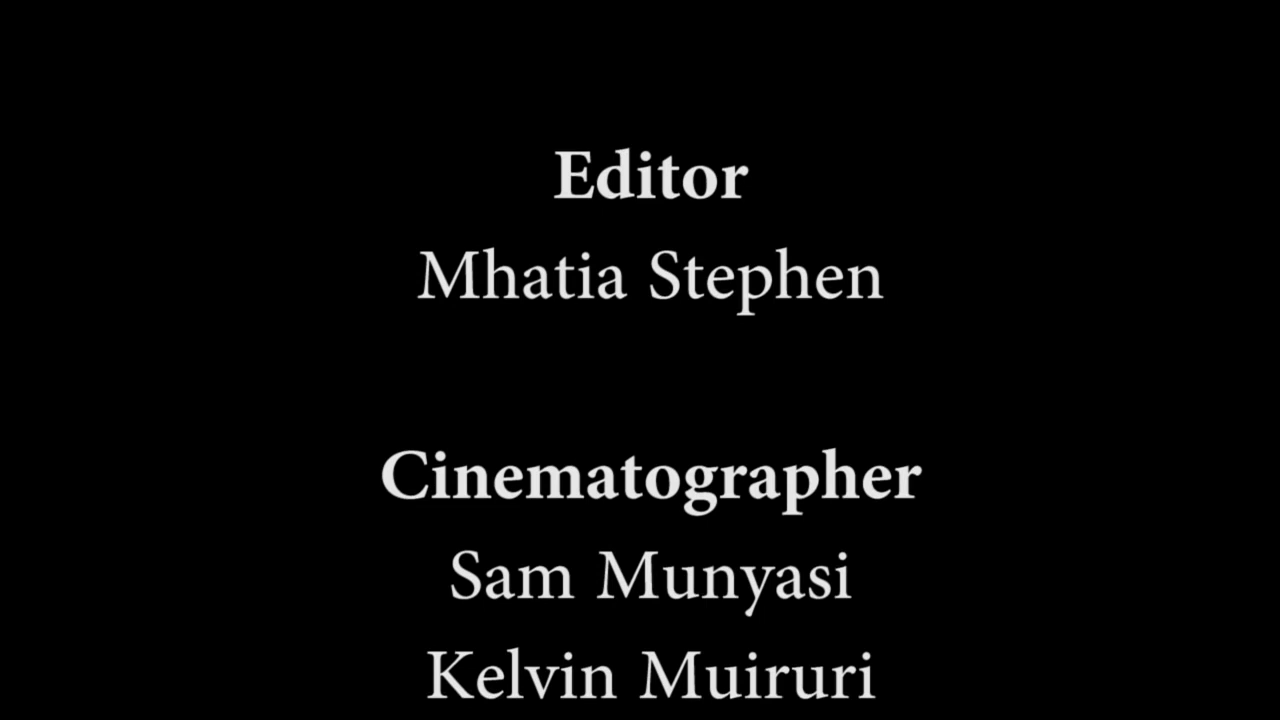 Editor
Mhatia Stephen
Cinematographer
Sam Munyasi
Kelvin Muiruri